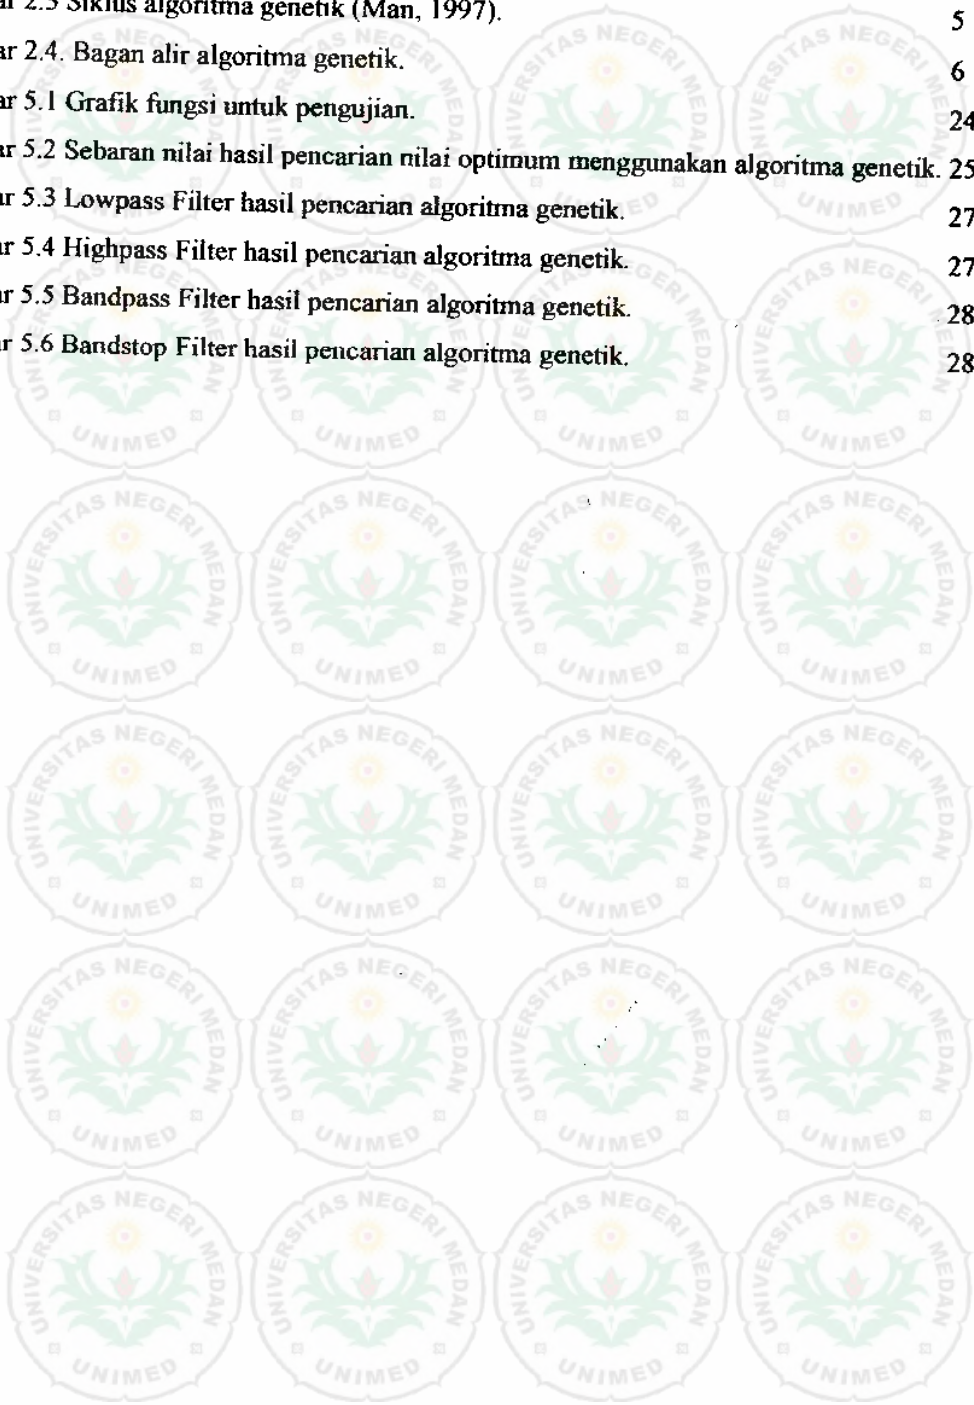 ar 2.3 Siklus algoritma genetik (Man, 1997). 5
ar 2.4. Bagan alir algoritma genetik. 6
ar 5.1 Grafik fungsi untuk pengujian. 24
ar 5.2 Sebaran nilai hasil pencarian nilai optimum menggunakan algoritma genetik. 25
ar 5.3 Lowpass Filter hasil pencarian algoritma genetik. 27
ar 5.4 Highpass Filter hasil pencarian algoritma genetik. 27
ar 5.5 Bandpass Filter hasil pencarian algoritma genetik. 28
ar 5.6 Bandstop Filter hasil pencarian algoritma genetik. 28
UNIVERSITAS NEGERI MEDAN
UNIMED